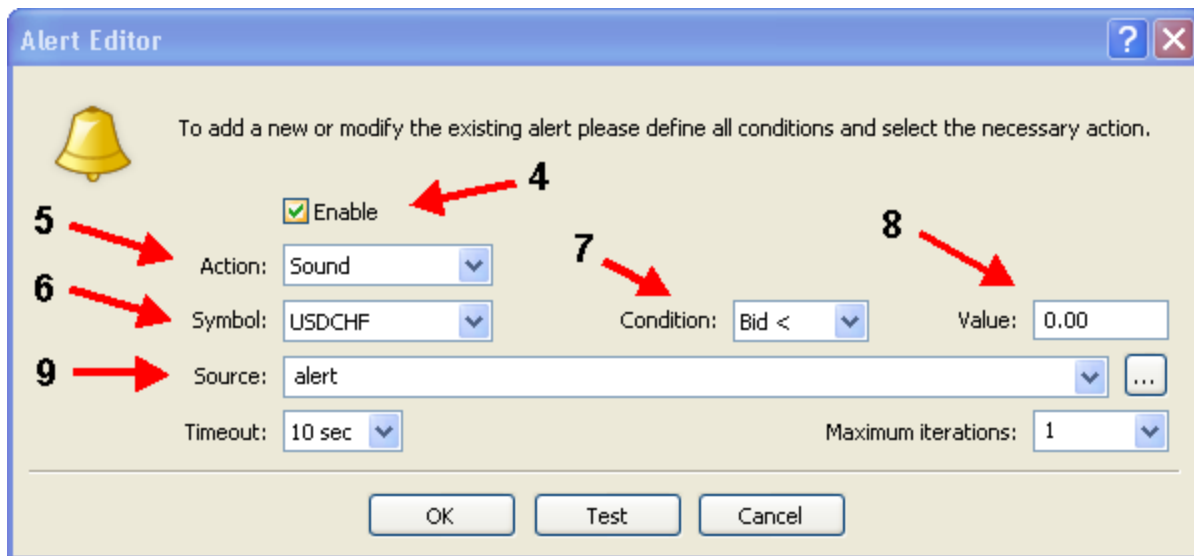 Alert Editor
?
To add a new or modify the existing alert please define all conditions and select the necessary action.
4
Enable
5
Action: Sound
7
8
6
Symbol: USDCHF Condition: Bid < Value: 0.00
9
Source: alert ...
Timeout: 10 sec Maximum iterations: 1
OK Test Cancel